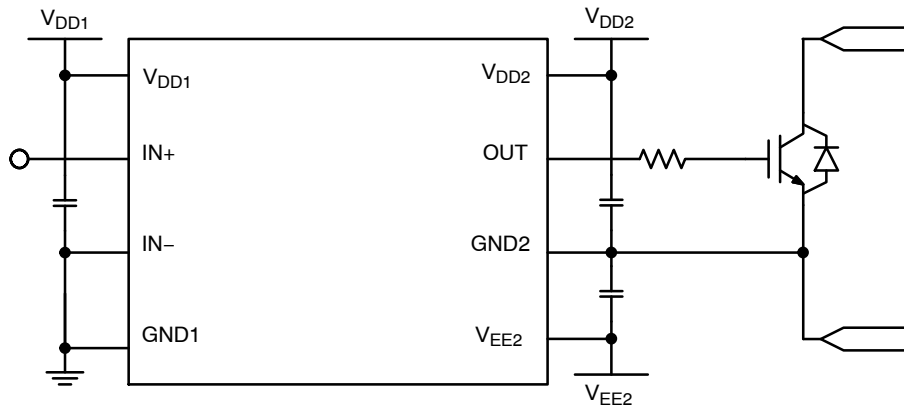 VDD1
VDD2
VDD1
VDD2
IN+
OUT
IN−
GND2
GND1
VEE2
VEE2